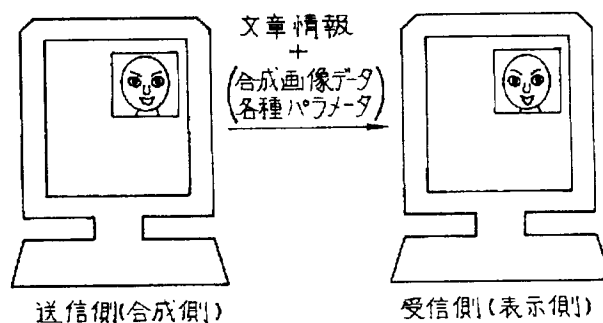 文章情報
+
(合成画像データ
各種パラメータ)
送信側(合成側)
受信側(表示側)